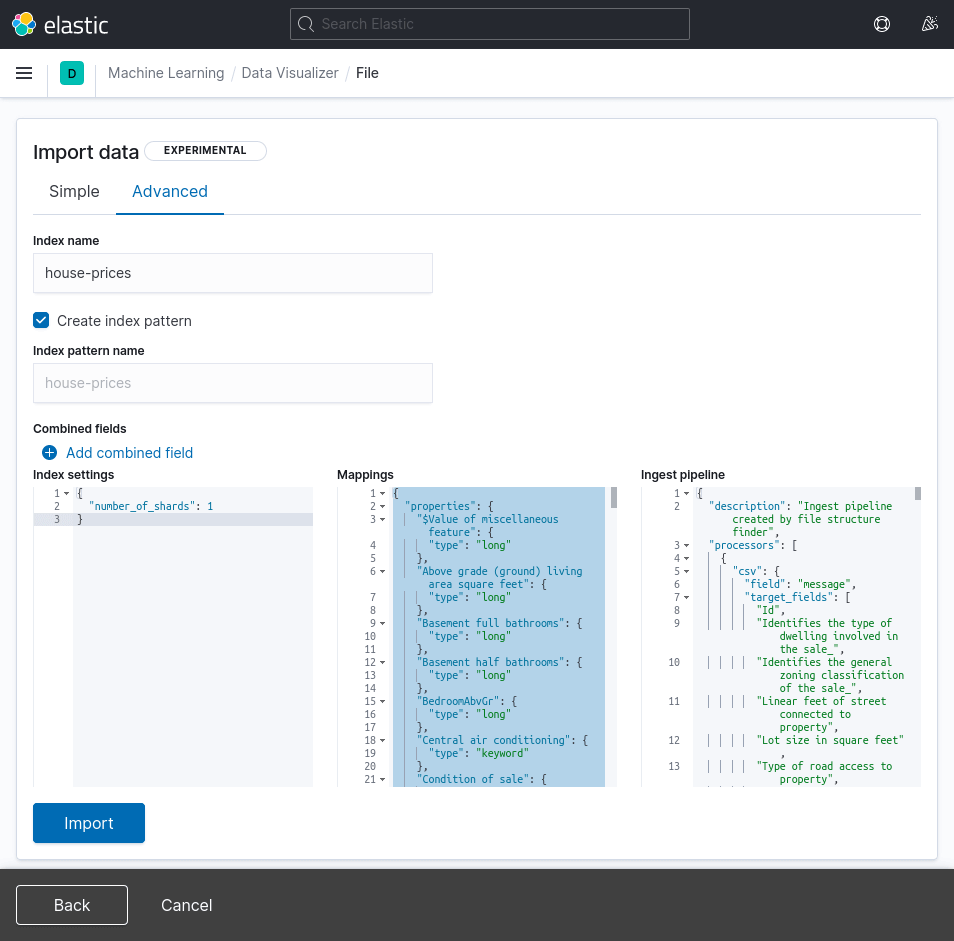 elastic
Search Elastic
D
Machine Learning / Data Visualizer / File
Import data EXPERIMENTAL
Simple Advanced
Index name
house-prices
Create index pattern
Index pattern name
house-prices
Combined fields
Add combined field
Index settings
1 {
2 "number_of_shards": 1
3 }
Mappings
1 {
2 "properties": {
3 "$Value of miscellaneous
feature": {
4 "type": "long"
5 },
6 "Above grade (ground) living
area square feet": {
7 "type": "long"
8 },
9 "Basement full bathrooms": {
10 "type": "long"
11 },
12 "Basement half bathrooms": {
13 "type": "long"
14 },
15 "BedroomAbvGr": {
16 "type": "long"
17 },
18 "Central air conditioning": {
19 "type": "keyword"
20 },
21 "Condition of sale": {
Ingest pipeline
1 {
2 "description": "Ingest pipeline
created by file structure
finder",
3 "processors": [
4 {
5 "csv": {
6 "field": "message",
7 "target_fields": [
8 "Id",
9 "Identifies the type of
dwelling involved in
the sale_",
10 "Identifies the general
zoning classification
of the sale_",
11 "Linear feet of street
connected to
property",
12 "Lot size in square feet"
,
13 "Type of road access to
property",
Import
Back
Cancel